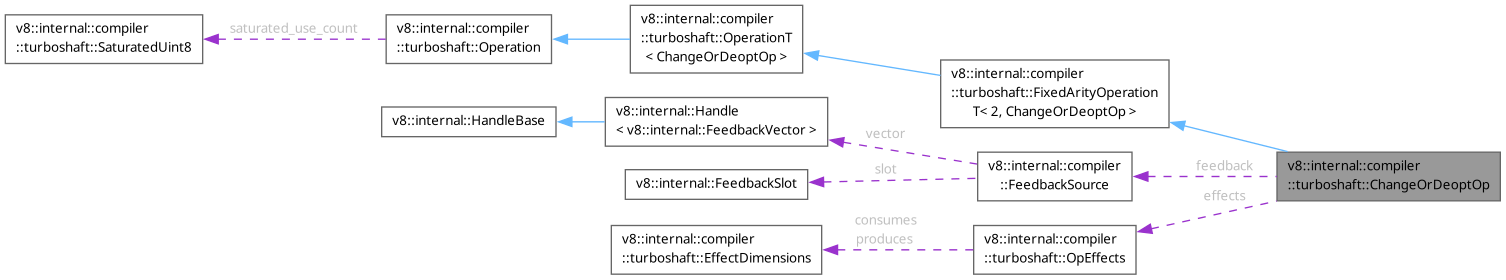 v8::internal::compiler
::turboshaft::SaturatedUint8
saturated_use_count
v8::internal::compiler
::turboshaft::Operation
v8::internal::compiler
::turboshaft::OperationT
< ChangeOrDeoptOp >
v8::internal::compiler
::turboshaft::FixedArityOperation
T< 2, ChangeOrDeoptOp >
v8::internal::HandleBase
v8::internal::Handle
< v8::internal::FeedbackVector >
vector
v8::internal::FeedbackSlot
slot
v8::internal::compiler
::FeedbackSource
feedback
v8::internal::compiler
::turboshaft::ChangeOrDeoptOp
effects
v8::internal::compiler
::turboshaft::EffectDimensions
consumes
produces
v8::internal::compiler
::turboshaft::OpEffects